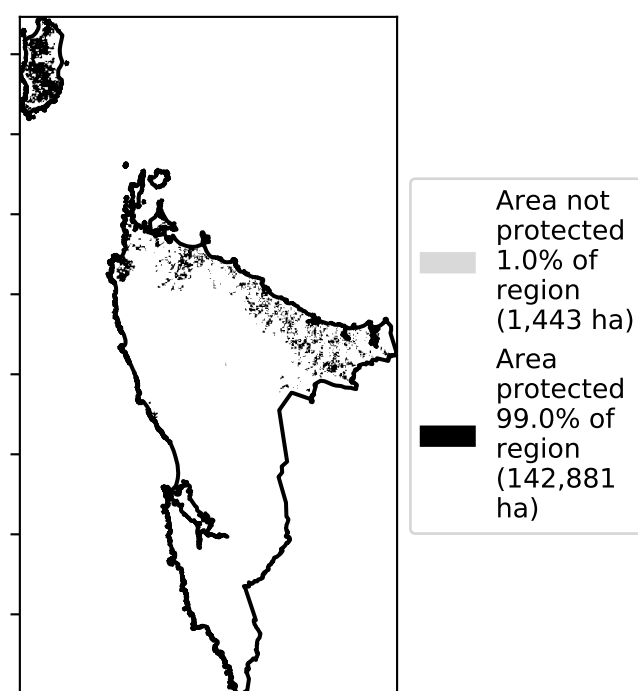 Area not
protected
1.0% of
region
(1,443 ha)
Area
protected
99.0% of
region
(142,881
ha)